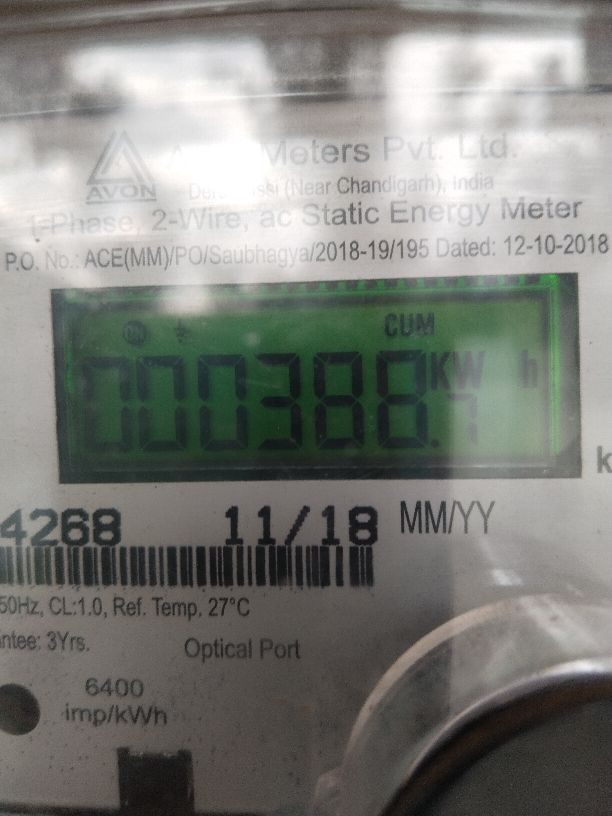 AVON
Meters Pvt. Ltd.
(Near Chandigarh), India
1-Phase, 2-Wire, ac Static Energy Meter
P.O. No.: ACE(MM)/PO/Saubhagya/2018-19/195 Dated: 12-10-2018
CUM
000388.7 KW h
k
4268 11/18 MM/YY
50Hz, CL:1.0, Ref. Temp. 27°C
ntee: 3Yrs.
Optical Port
6400
imp/kWh